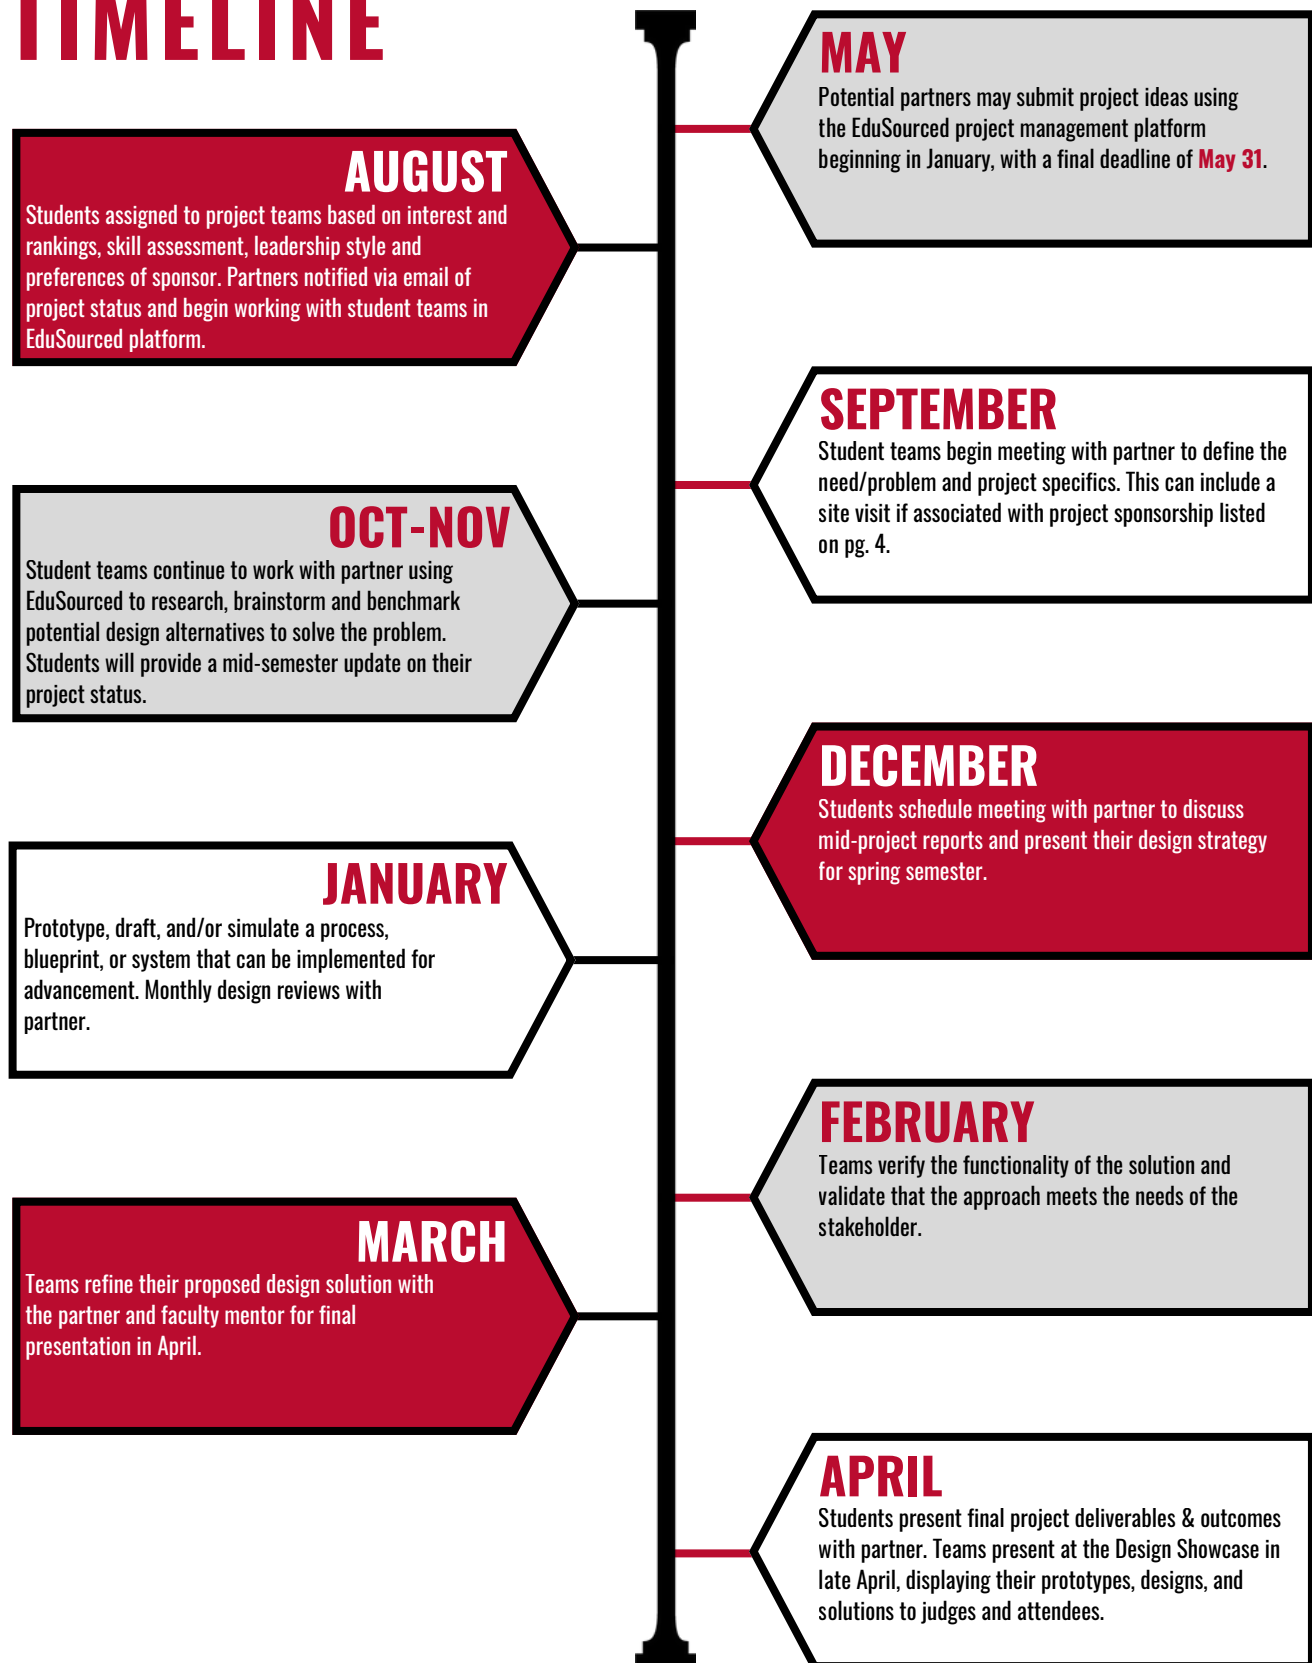 TIMELINE
MAY
Potential partners may submit project ideas using
the EduSourced project management platform
beginning in January, with a final deadline of May 31.
AUGUST
Students assigned to project teams based on interest and
rankings, skill assessment, leadership style and
preferences of sponsor. Partners notified via email of
project status and begin working with student teams in
EduSourced platform.
SEPTEMBER
Student teams begin meeting with partner to define the
need/problem and project specifics. This can include a
site visit if associated with project sponsorship listed
on pg. 4.
OCT-NOV
Student teams continue to work with partner using
EduSourced to research, brainstorm and benchmark
potential design alternatives to solve the problem.
Students will provide a mid-semester update on their
project status.
DECEMBER
Students schedule meeting with partner to discuss
mid-project reports and present their design strategy
for spring semester.
JANUARY
Prototype, draft, and/or simulate a process,
blueprint, or system that can be implemented for
advancement. Monthly design reviews with
partner.
FEBRUARY
Teams verify the functionality of the solution and
validate that the approach meets the needs of the
stakeholder.
MARCH
Teams refine their proposed design solution with
the partner and faculty mentor for final
presentation in April.
APRIL
Students present final project deliverables & outcomes
with partner. Teams present at the Design Showcase in
late April, displaying their prototypes, designs, and
solutions to judges and attendees.